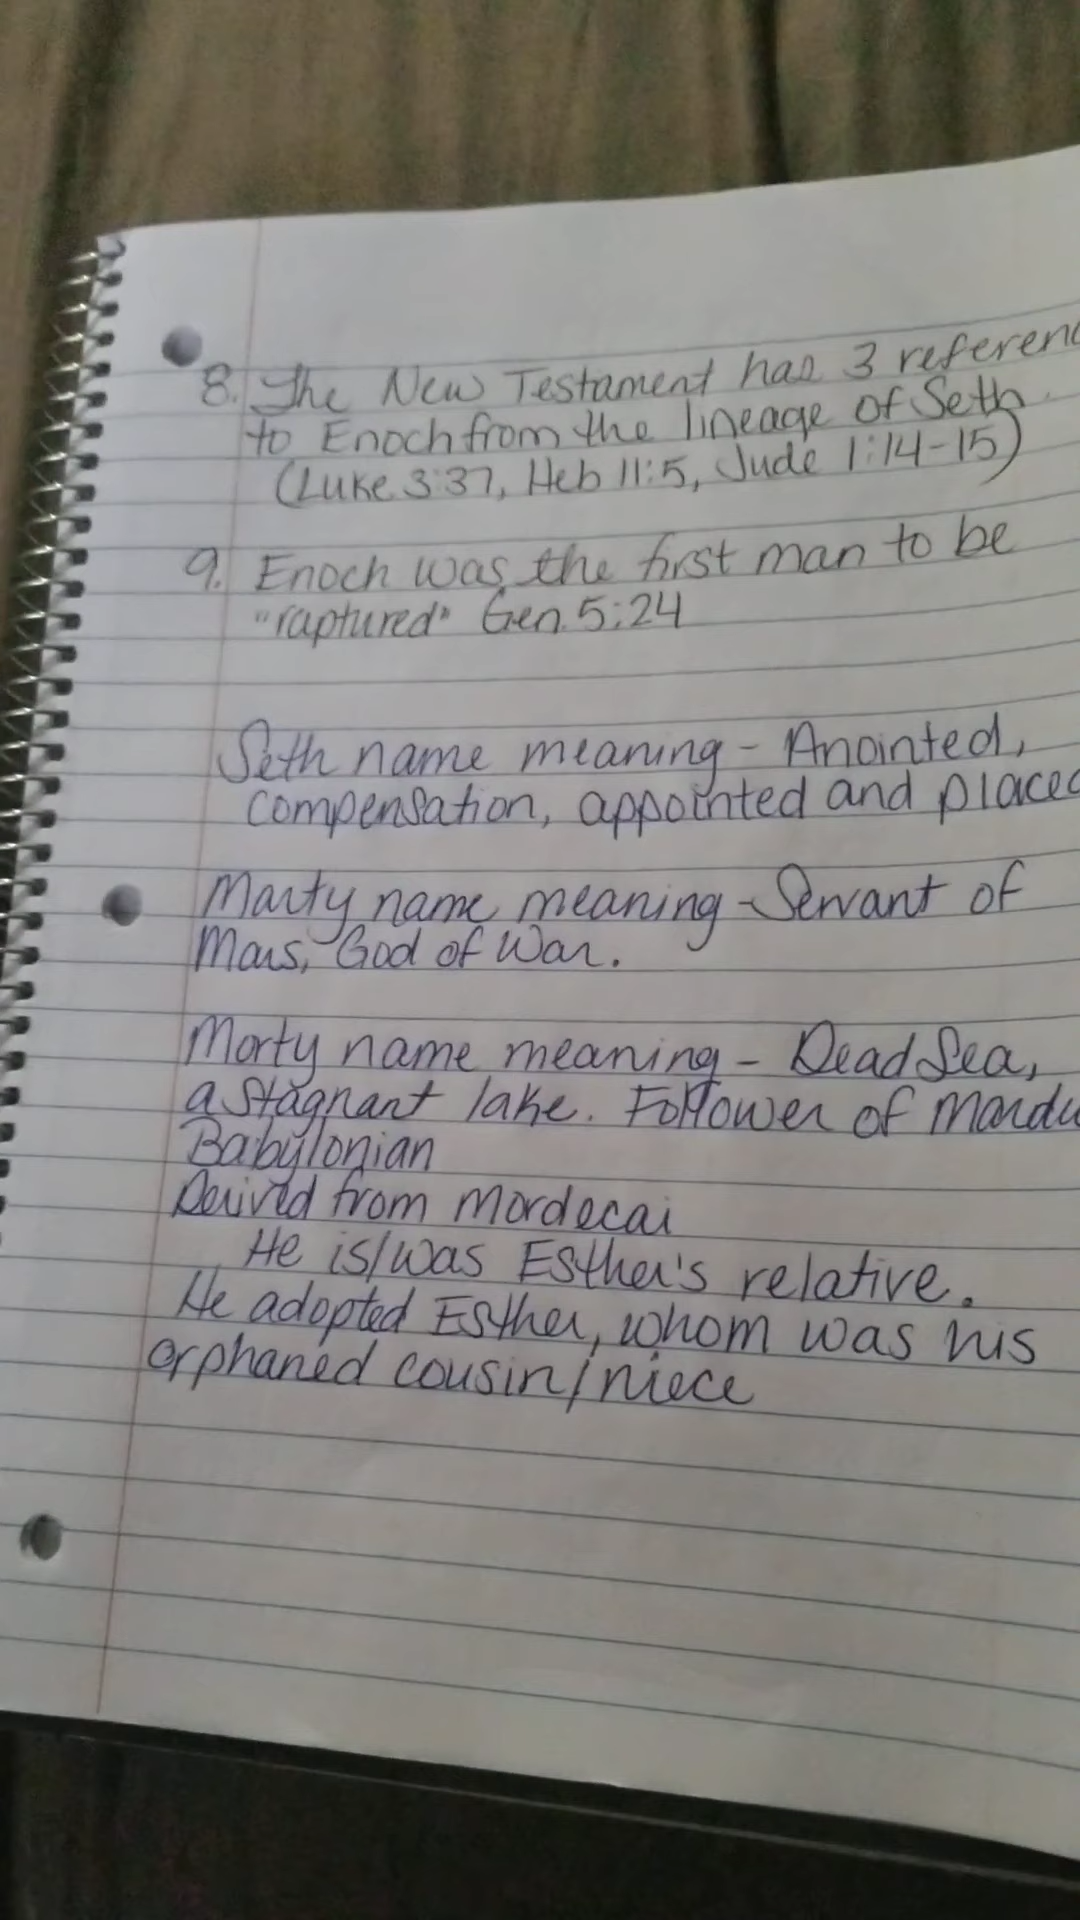 8. The New Testament has 3 referenc
to Enoch from the lineage of Seth.
(Luke 3:37, Heb 11:5, Jude 1:14-15)
9. Enoch was the first man to be
"raptured" Gen. 5:24
Seth name meaning - Anointed,
compensation, appointed and placed
Marty name meaning - Servant of
Mars, God of War.
Morty name meaning - Dead Sea,
a stagnant lake. Follower of Mardu
Babylonian
Derived from Mordecai
He is/was Esther's relative.
He adopted Esther, whom was his
orphaned cousin/niece